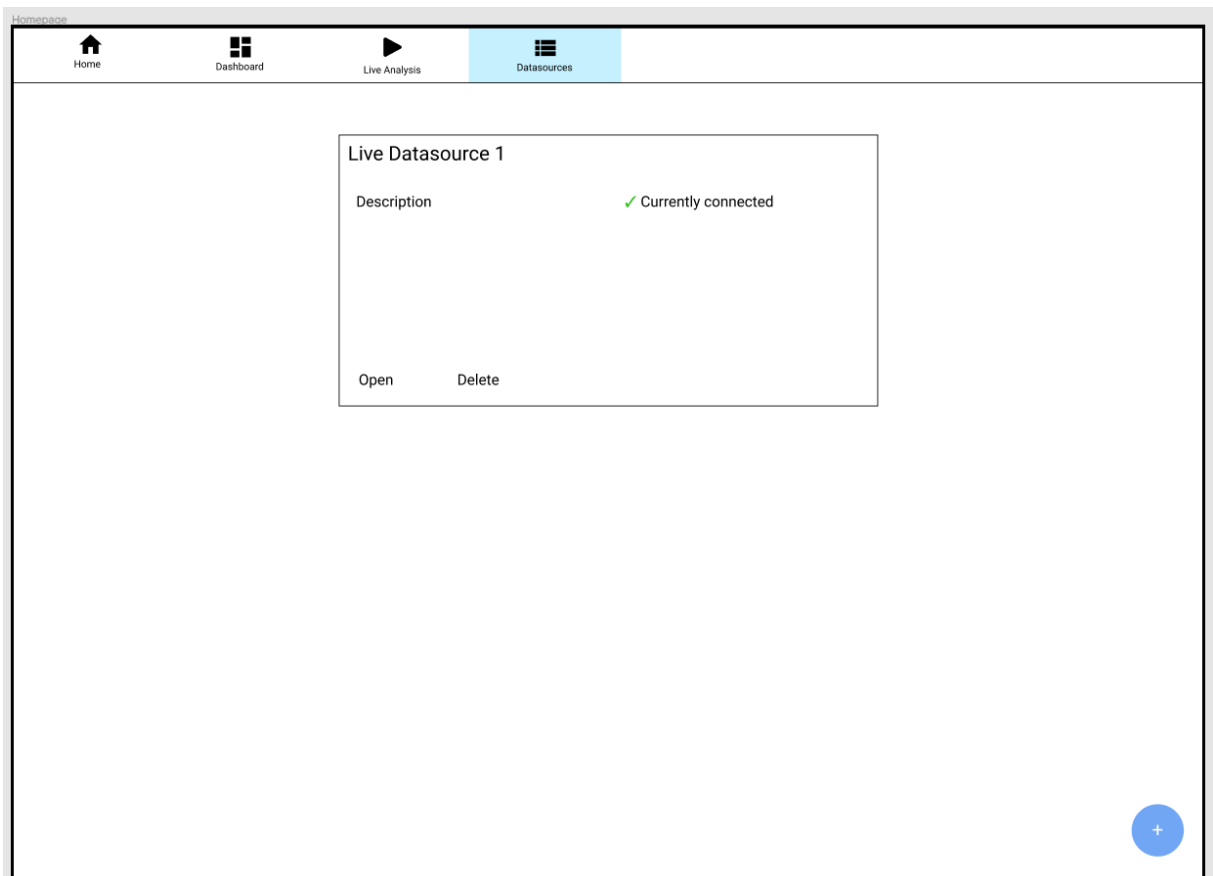 Homepage
Home Dashboard Live Analysis Datasources
Live Datasource 1
Description ✓ Currently connected
Open Delete
+